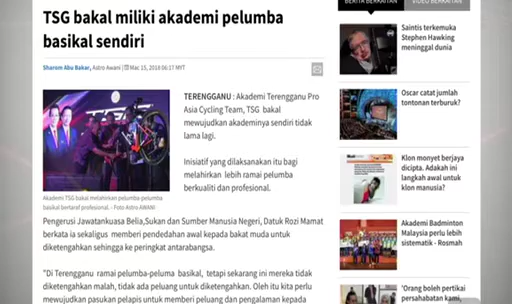 TSG bakal miliki akademi pelumba
basikal sendiri
Sharom Abu Bakar, Astro Awani | Mac 15, 2018 06:17 MYT
TERENGGANU : Akademi Terengganu Pro
Asia Cycling Team, TSG bakal
mewujudkan akademinya sendiri tidak
lama lagi.
Inisiatif yang dilaksanakan itu bagi
melahirkan lebih ramai pelumba
berkualiti dan profesional.
Akademi TSG bakal melahirkan pelumba-pelumba
basikal bertaraf profesional. - Foto Astro AWANI
Pengerusi Jawatankuasa Belia,Sukan dan Sumber Manusia Negeri, Datuk Rozi Mamat
berkata ia sekaligus memberi pendedahan awal kepada bakat muda untuk
diketengahkan sehingga ke peringkat antarabangsa.
"Di Terengganu ramai pelumba-peluma basikal, tetapi sekarang ini mereka tidak
diketengahkan malah, tidak ada peluang untuk diketengahkan. Oleh itu kita perlu
mewujudkan pasukan pelapis untuk memberi peluang dan pengalaman kepada
BERITA BERKAITAN
VIDEO BERKAITAN
Saintis terkemuka
Stephen Hawking
meninggal dunia
Oscar catat jumlah
tontonan terburuk?
Klon monyet berjaya
dicipta. Adakah ini
langkah awal untuk
klon manusia?
Akademi Badminton
Malaysia perlu lebih
sistematik - Rosmah
'Orang boleh pertikai
persahabatan kami,